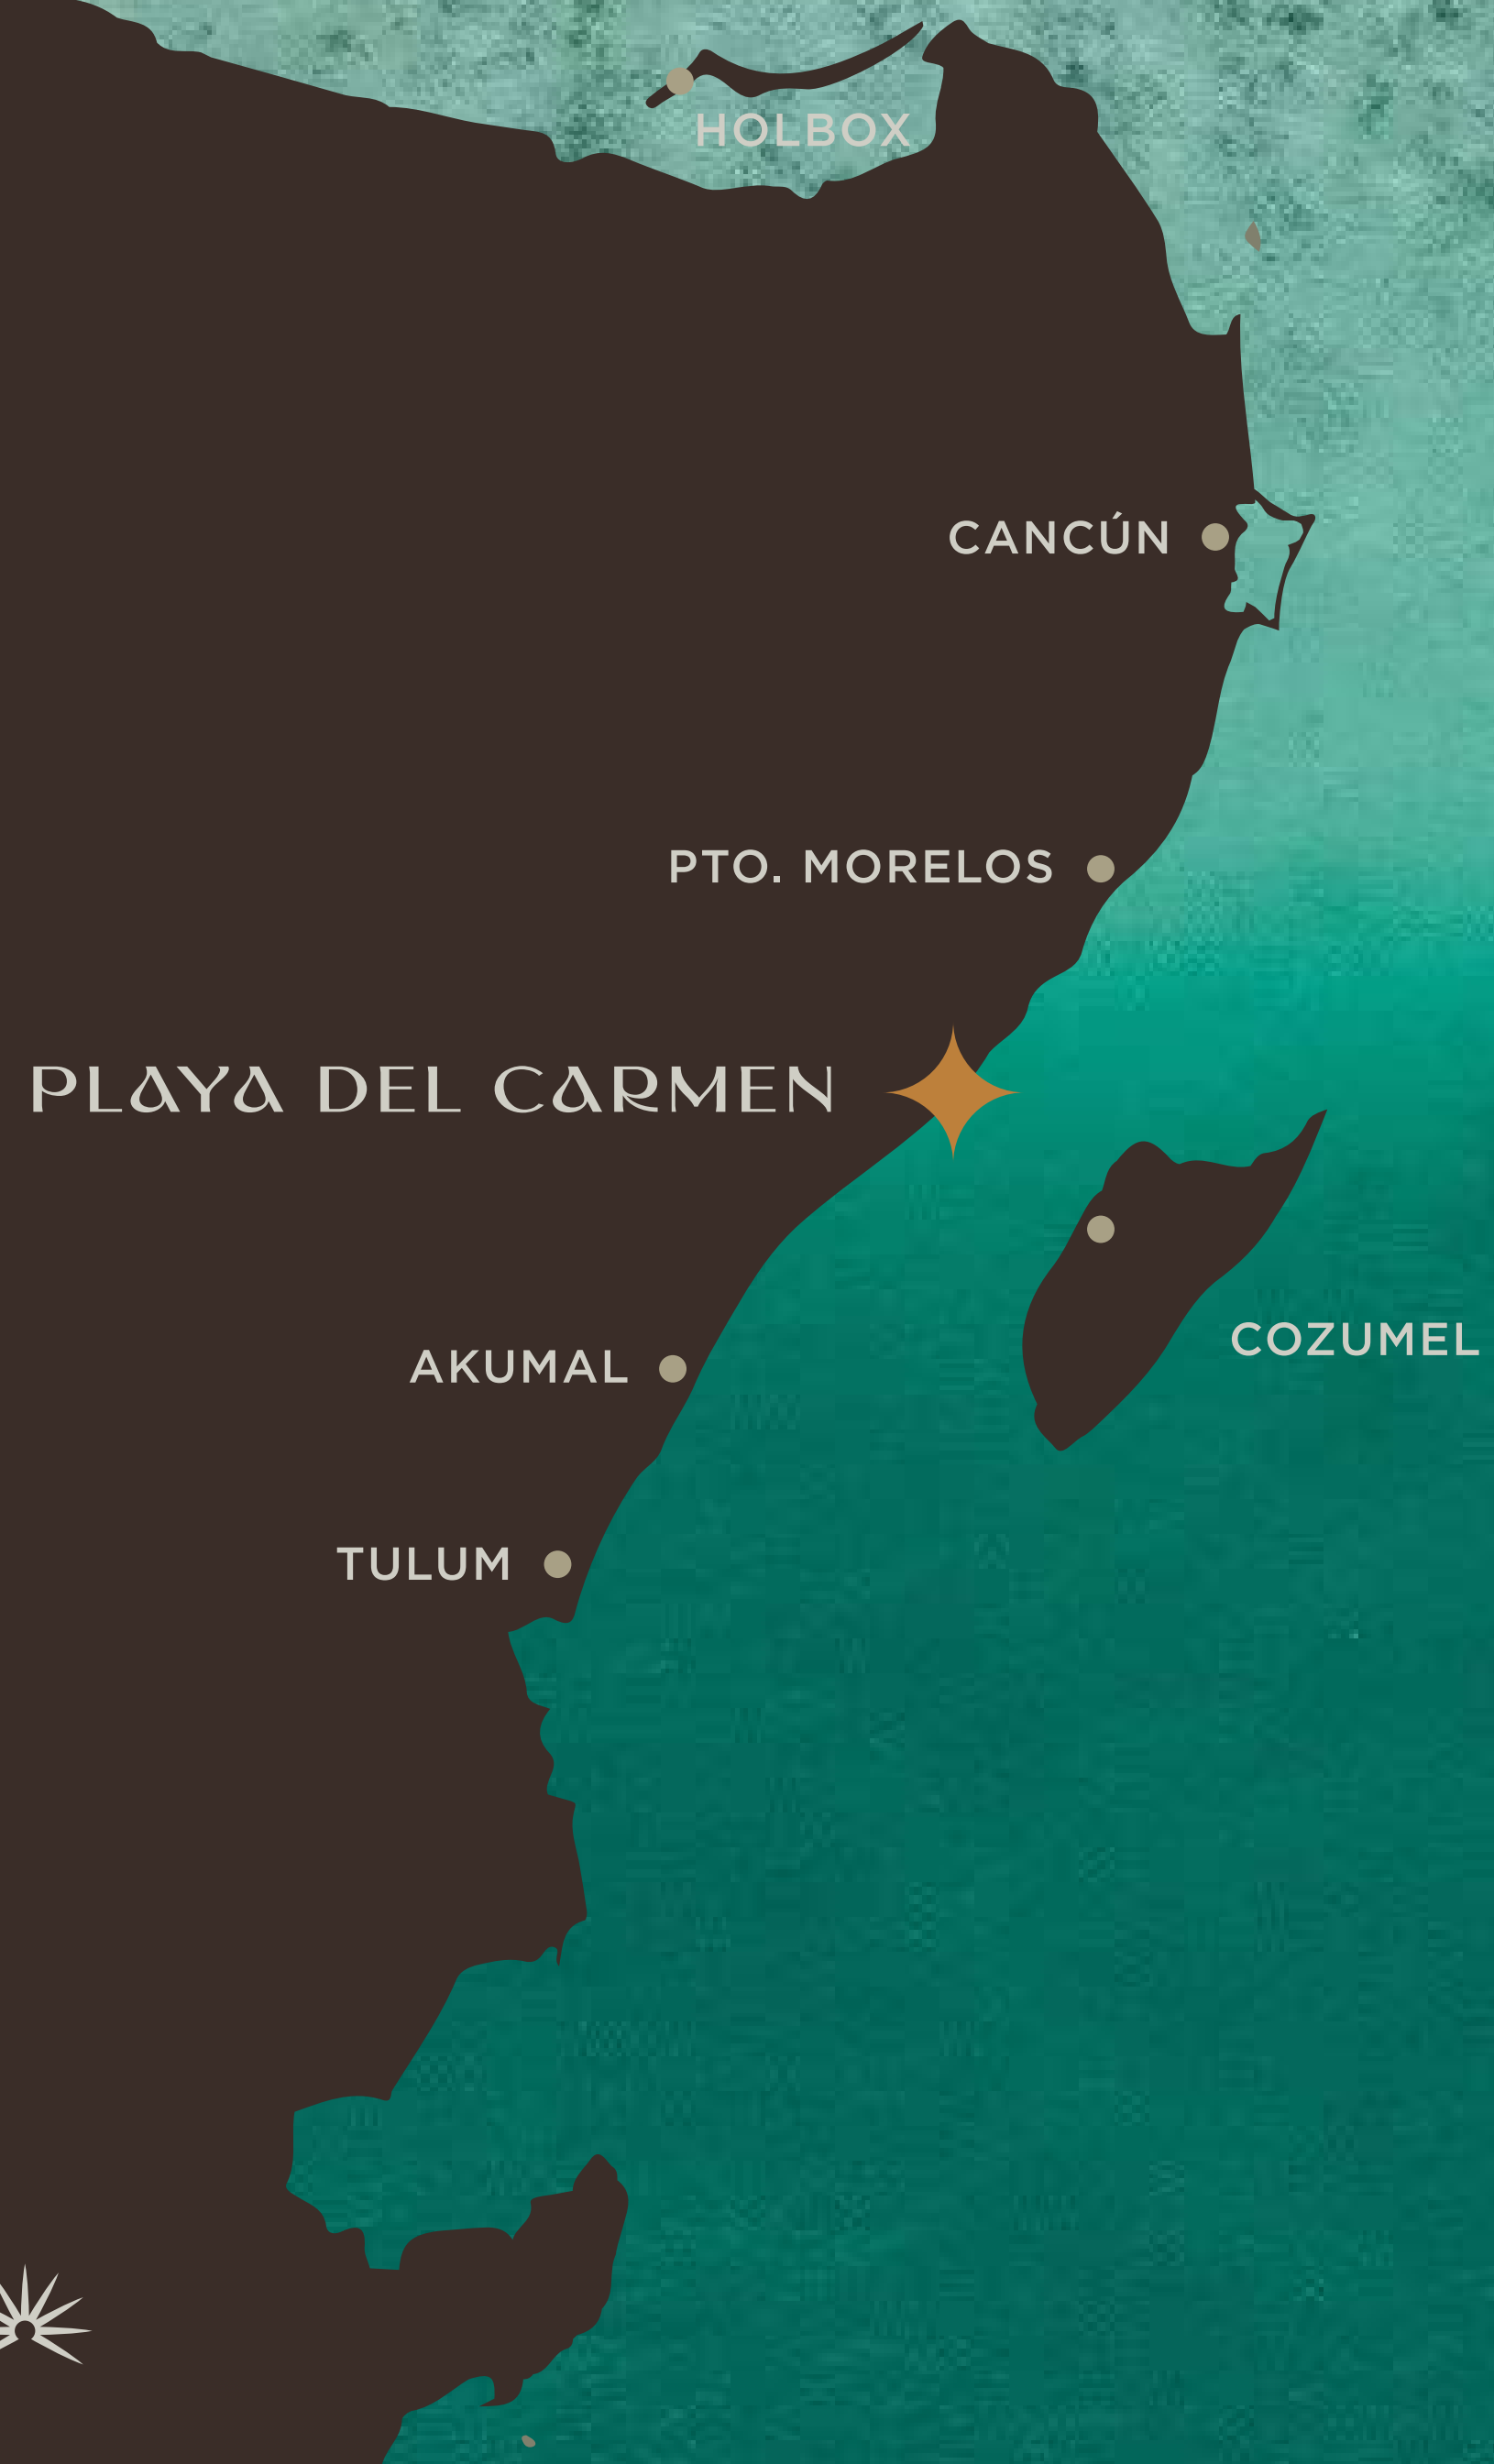 HOLBOX
CANCÚN
PTO. MORELOS
PLAYA DEL CARMEN
COZUMEL
AKUMAL
TULUM